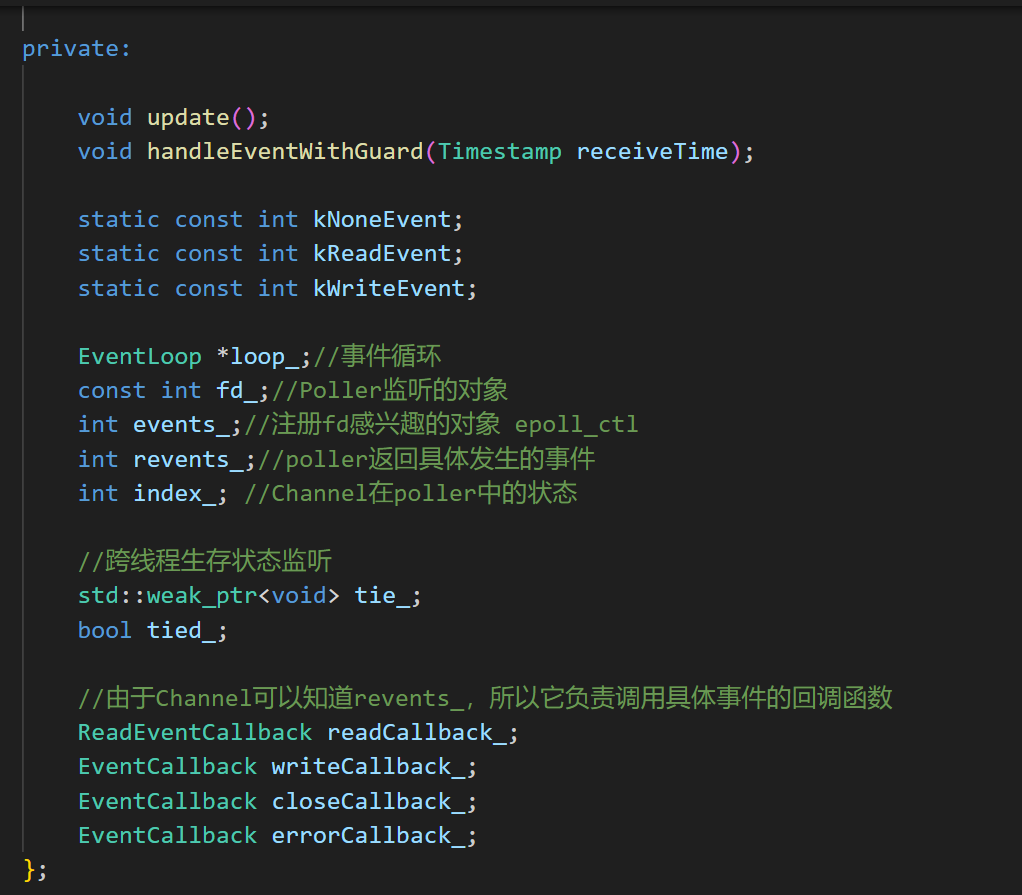 private:
void update();
void handleEventWithGuard(Timestamp receiveTime);
static const int kNoneEvent;
static const int kReadEvent;
static const int kWriteEvent;
EventLoop *loop_;//事件循环
const int fd_;//Poller监听的对象
int events_;//注册fd感兴趣的对象 epoll_ctl
int revents_;//poller返回具体发生的事件
int index_; //Channel在poller中的状态
//跨线程生存状态监听
std::weak_ptr<void> tie_;
bool tied_;
//由于Channel可以知道revents_，所以它负责调用具体事件的回调函数
ReadEventCallback readCallback_;
EventCallback writeCallback_;
EventCallback closeCallback_;
EventCallback errorCallback_;
};